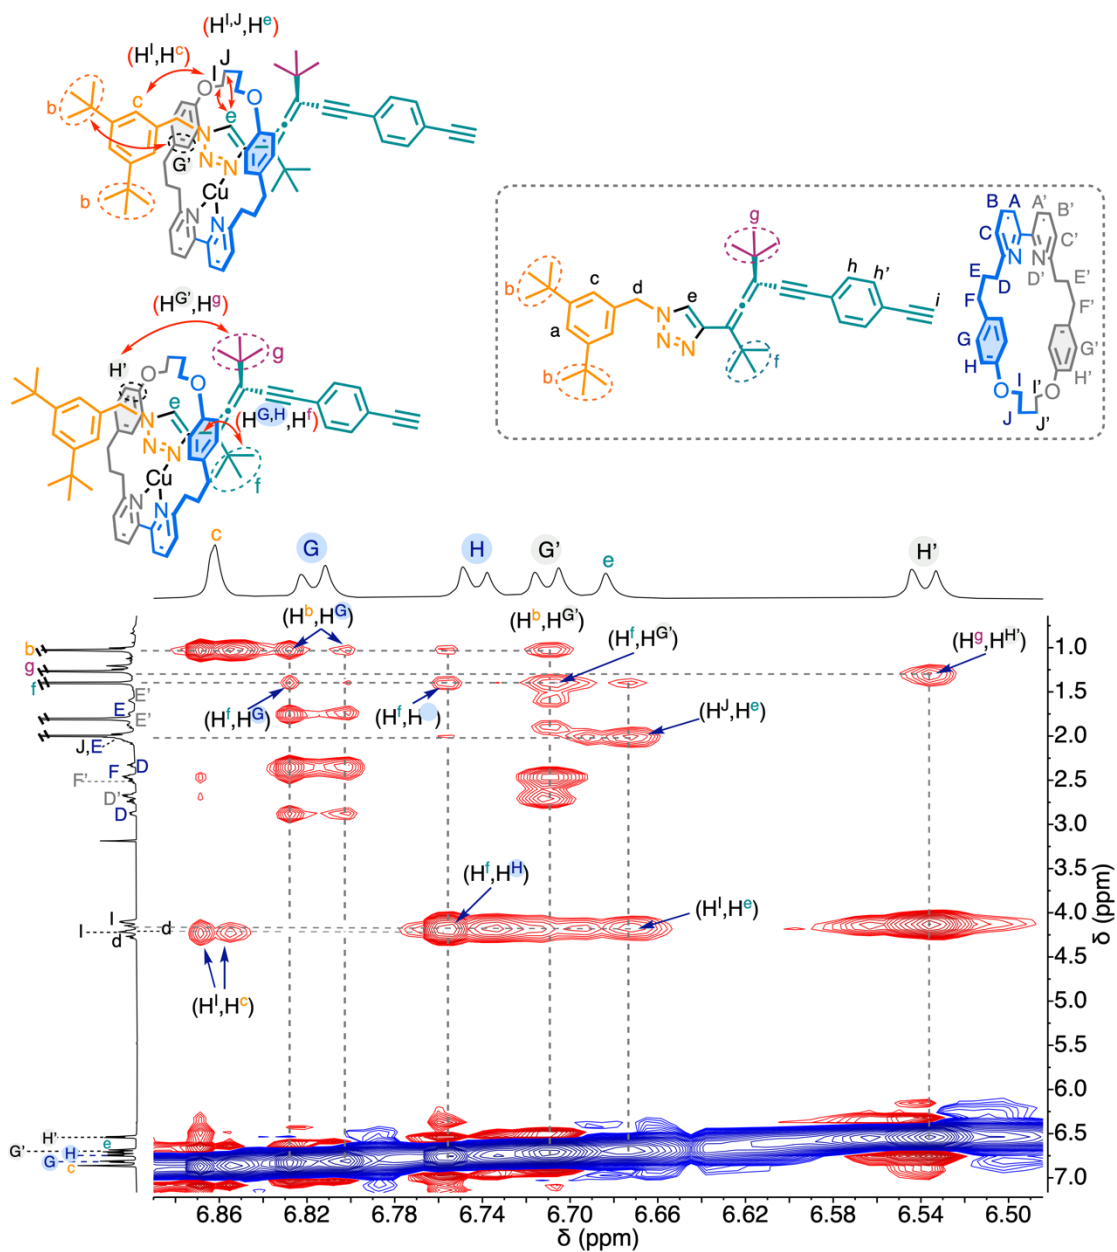 (H^I,J,H^e)
(H^I,H^c)
I J
O
O
b
c
e
N
G'
N
N
b
Cu
N
N
(H^G',H^g)
g
H'
O
O
e
N
(H^G,H,H^f)
N
N
f
Cu
N
N
g
b
c
d
e
h
h'
i
a
N
N
N
b
f
B A A' B'
C C'
N N
E D D' E'
F F'
G G'
H H'
O I I' O
J J'
c G H G' e H'
(H^b,H^G)
(H^b,H^G')
(H^f,H^G')
(H^g,H^H')
(H^f,H^G)
(H^f,H )
(H^J,H^e)
(H^f,H^H)
(H^I,H^e)
(H^I,H^c)
b
g
f
E'
E
E'
J,E
F D
F'
D'
D
I
I d
d
H'
e
G' H
G
c
1.0
1.5
2.0
2.5
3.0
3.5
4.0
4.5
5.0
5.5
6.0
6.5
7.0
δ (ppm)
6.86 6.82 6.78 6.74 6.70 6.66 6.62 6.58 6.54 6.50
δ (ppm)